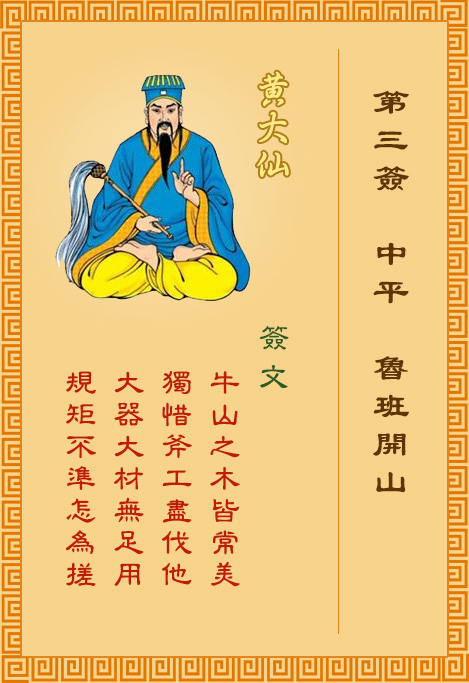 第三簽 中平 魯班開山
黃大仙
簽文
牛山之木皆常美
獨惜斧工盡伐他
大器大材無足用
規矩不準怎為搓